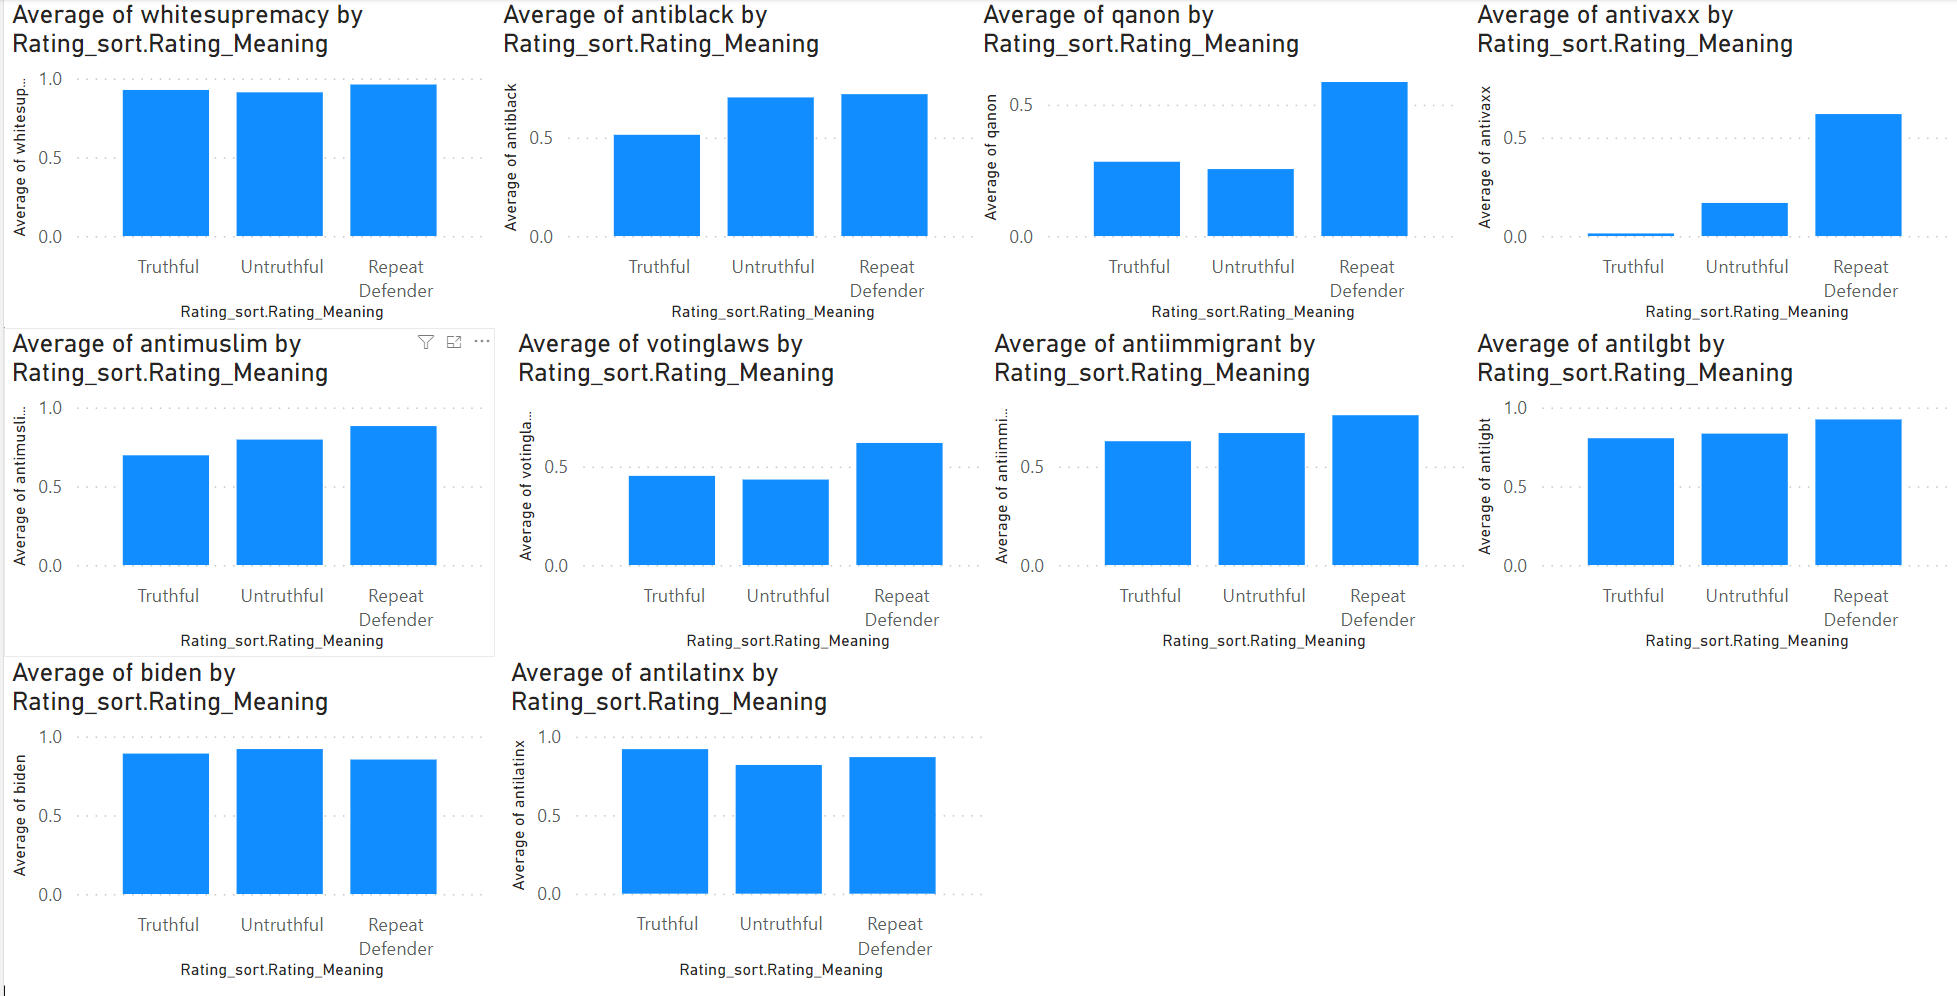 Average of whitesupremacy by
Rating_sort.Rating_Meaning
Average of whitesup...
1.0
0.5
0.0
Truthful
Untruthful
Repeat
Defender
Rating_sort.Rating_Meaning
Average of antiblack by
Rating_sort.Rating_Meaning
Average of antiblack
0.5
0.0
Truthful
Untruthful
Repeat
Defender
Rating_sort.Rating_Meaning
Average of qanon by
Rating_sort.Rating_Meaning
Average of qanon
0.5
0.0
Truthful
Untruthful
Repeat
Defender
Rating_sort.Rating_Meaning
Average of antivaxx by
Rating_sort.Rating_Meaning
Average of antivaxx
0.5
0.0
Truthful
Untruthful
Repeat
Defender
Rating_sort.Rating_Meaning
Average of antimuslim by
Rating_sort.Rating_Meaning
Average of antimusli...
1.0
0.5
0.0
Truthful
Untruthful
Repeat
Defender
Rating_sort.Rating_Meaning
Average of votinglaws by
Rating_sort.Rating_Meaning
Average of votingla...
0.5
0.0
Truthful
Untruthful
Repeat
Defender
Rating_sort.Rating_Meaning
Average of antiimmigrant by
Rating_sort.Rating_Meaning
Average of antiimmi...
0.5
0.0
Truthful
Untruthful
Repeat
Defender
Rating_sort.Rating_Meaning
Average of antilgbt by
Rating_sort.Rating_Meaning
Average of antilgbt
1.0
0.5
0.0
Truthful
Untruthful
Repeat
Defender
Rating_sort.Rating_Meaning
Average of biden by
Rating_sort.Rating_Meaning
Average of biden
1.0
0.5
0.0
Truthful
Untruthful
Repeat
Defender
Rating_sort.Rating_Meaning
Average of antilatinx by
Rating_sort.Rating_Meaning
Average of antilatinx
1.0
0.5
0.0
Truthful
Untruthful
Repeat
Defender
Rating_sort.Rating_Meaning